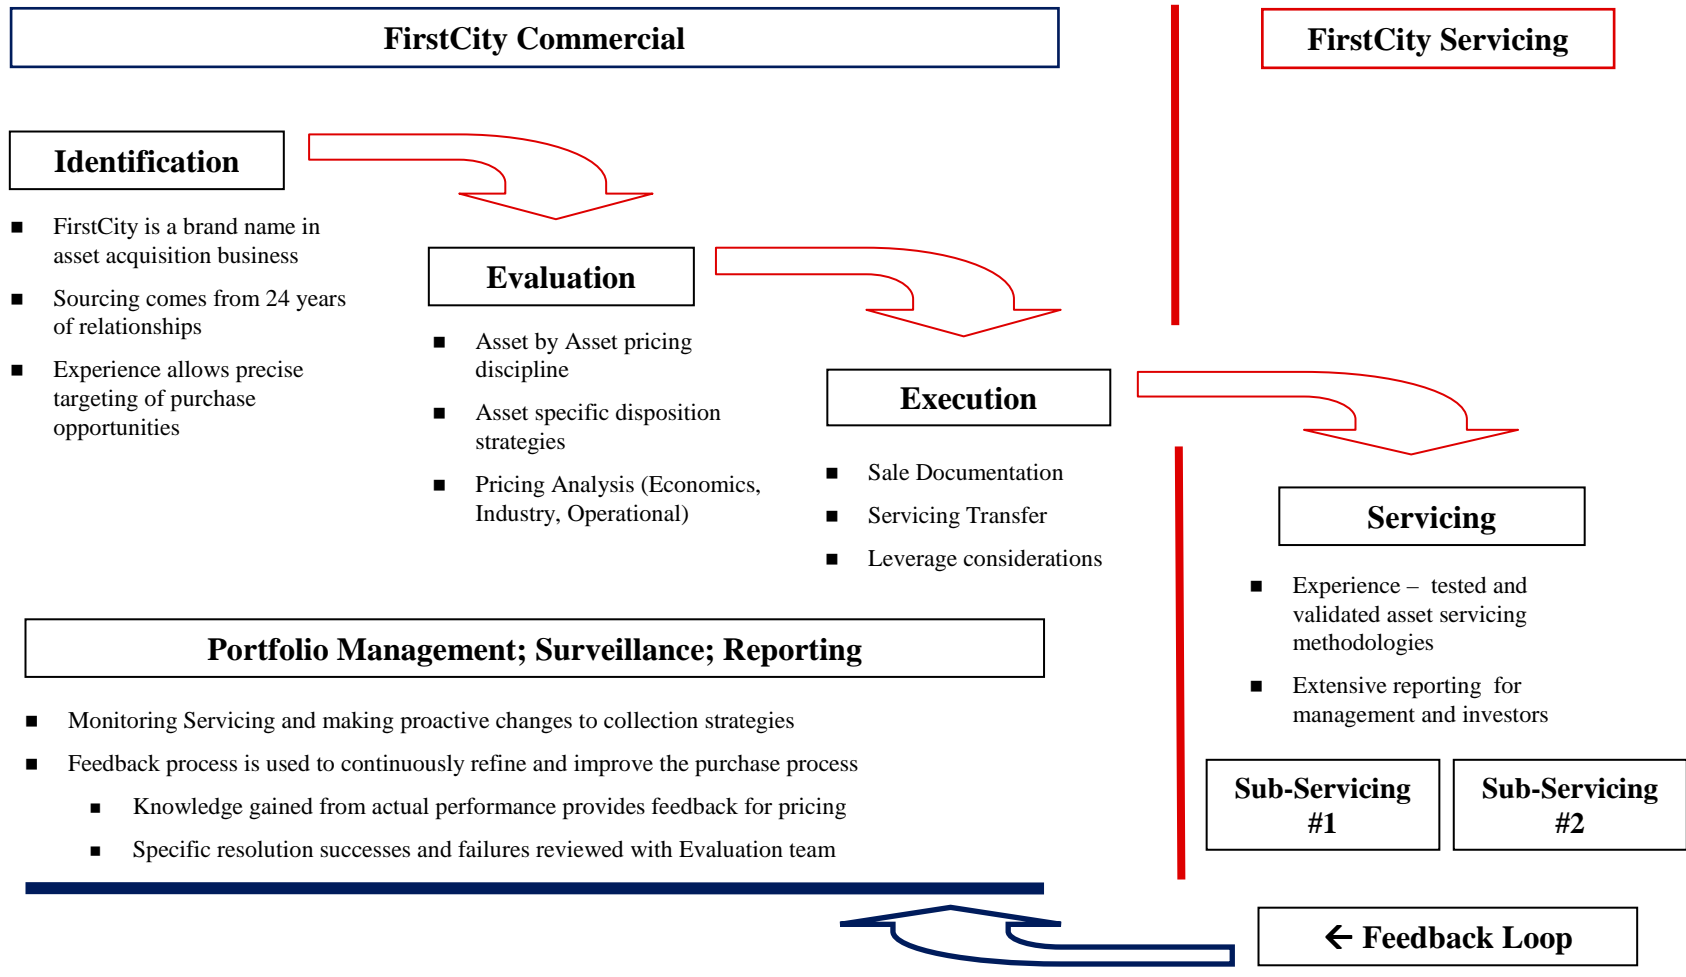 FirstCity Commercial
FirstCity Servicing
Identification
■ FirstCity is a brand name in
asset acquisition business
■ Sourcing comes from 24 years
of relationships
■ Experience allows precise
targeting of purchase
opportunities
Evaluation
■ Asset by Asset pricing
discipline
■ Asset specific disposition
strategies
■ Pricing Analysis (Economics,
Industry, Operational)
Execution
■ Sale Documentation
■ Servicing Transfer
■ Leverage considerations
Servicing
■ Experience – tested and
validated asset servicing
methodologies
■ Extensive reporting for
management and investors
Sub-Servicing
#1
Sub-Servicing
#2
Portfolio Management; Surveillance; Reporting
■ Monitoring Servicing and making proactive changes to collection strategies
■ Feedback process is used to continuously refine and improve the purchase process
■ Knowledge gained from actual performance provides feedback for pricing
■ Specific resolution successes and failures reviewed with Evaluation team
← Feedback Loop